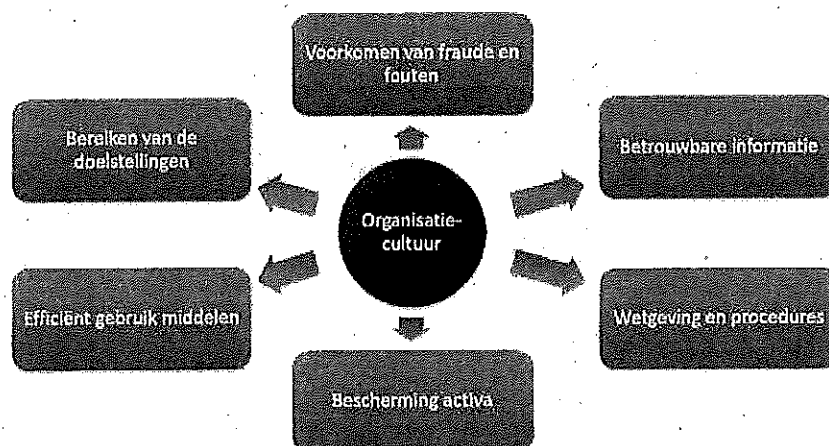 Voorkomen van fraude en
fouten
Bereiken van de
doelstellingen
Betrouwbare informatie
Organisatie-
cultuur
Efficiënt gebruik middelen
Wetgeving en procedures
Bescherming activa